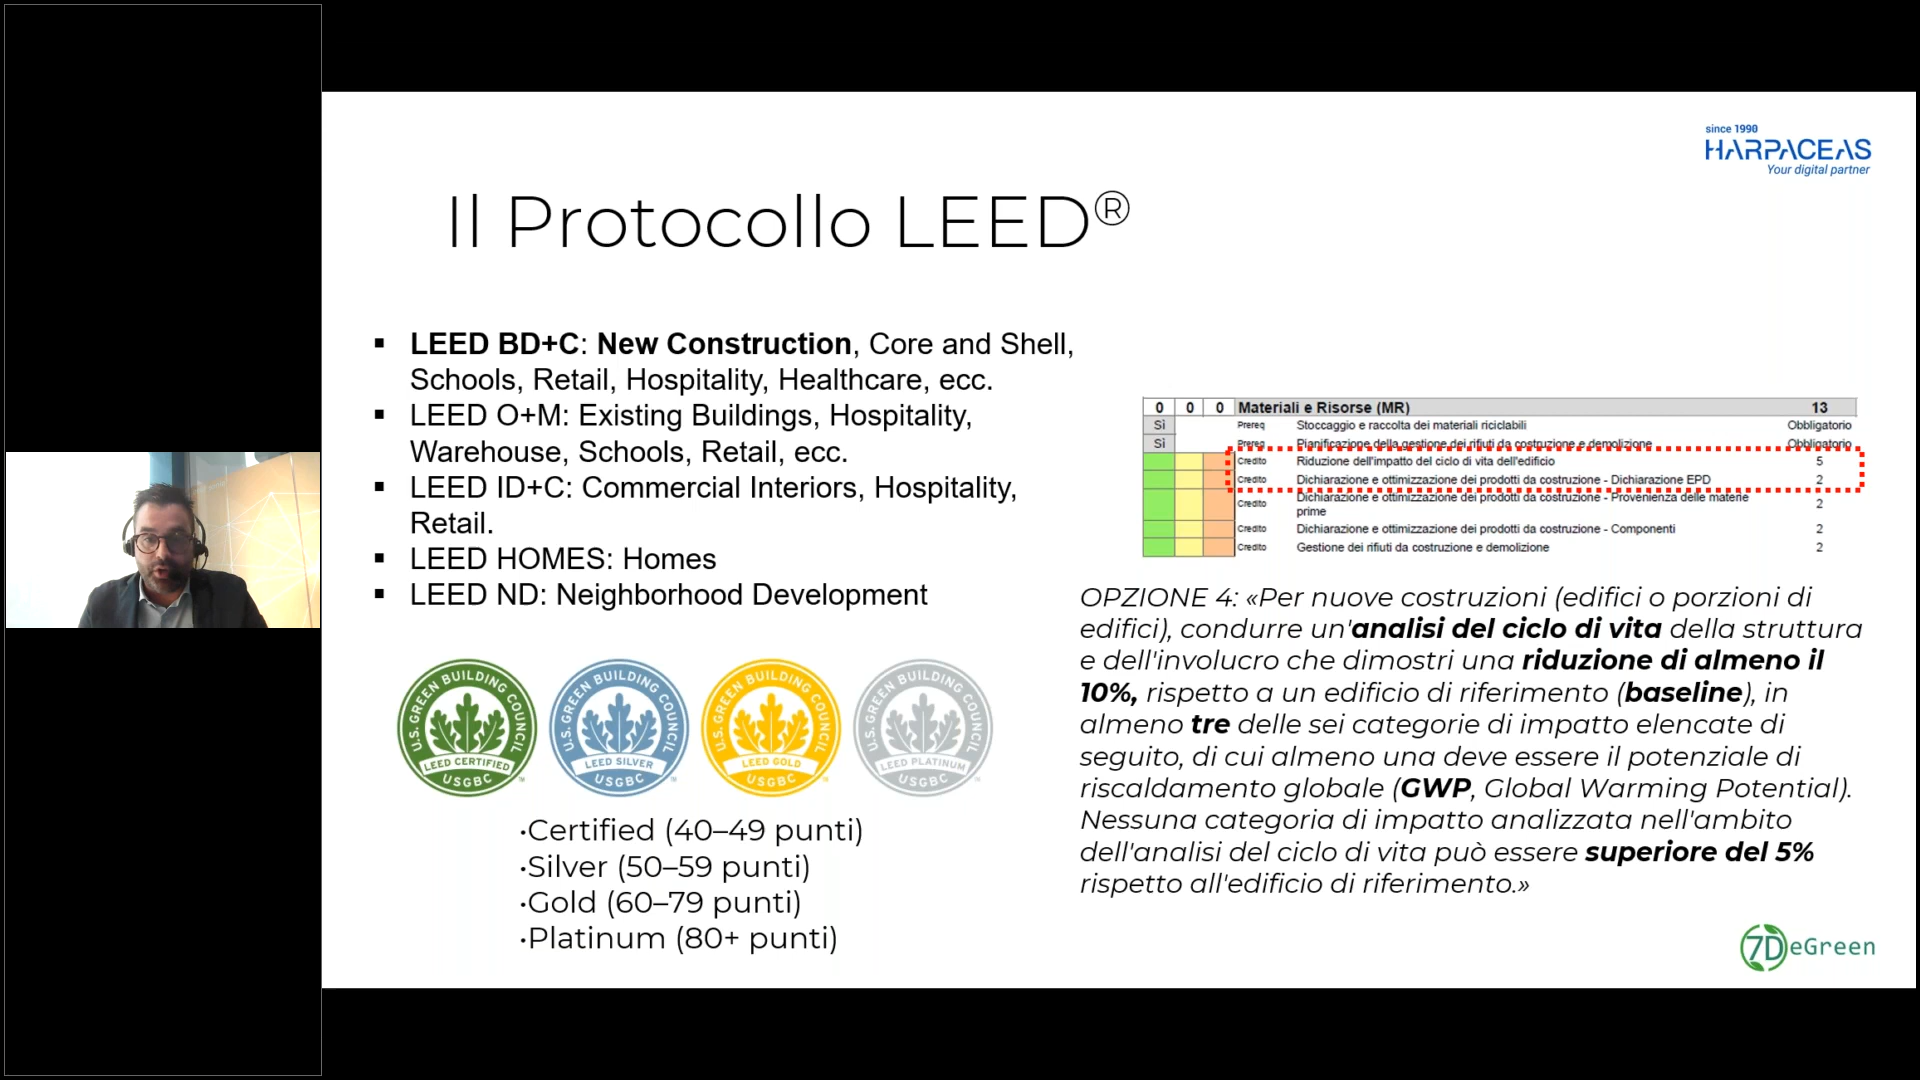 since 1990
HARPACEAS
Your digital partner
Il Protocollo LEED®
▪ LEED BD+C: New Construction, Core and Shell,
Schools, Retail, Hospitality, Healthcare, ecc.
▪ LEED O+M: Existing Buildings, Hospitality,
Warehouse, Schools, Retail, ecc.
▪ LEED ID+C: Commercial Interiors, Hospitality,
Retail.
▪ LEED HOMES: Homes
▪ LEED ND: Neighborhood Development
0 0 0 Materiali e Risorse (MR) 13
Sì Prereq Stoccaggio e raccolta dei materiali riciclabili Obbligatorio
Sì Prereq Pianificazione della gestione dei rifiuti da costruzione e demolizione Obbligatorio
Credito Riduzione dell'impatto del ciclo di vita dell'edificio 5
Credito Dichiarazione e ottimizzazione dei prodotti da costruzione - Dichiarazione EPD 2
Credito Dichiarazione e ottimizzazione dei prodotti da costruzione - Provenienza delle materie
prime 2
Credito Dichiarazione e ottimizzazione dei prodotti da costruzione - Componenti 2
Credito Gestione dei rifiuti da costruzione e demolizione 2
OPZIONE 4: «Per nuove costruzioni (edifici o porzioni di
edifici), condurre un'analisi del ciclo di vita della struttura
e dell'involucro che dimostri una riduzione di almeno il
10%, rispetto a un edificio di riferimento (baseline), in
almeno tre delle sei categorie di impatto elencate di
seguito, di cui almeno una deve essere il potenziale di
riscaldamento globale (GWP, Global Warming Potential).
Nessuna categoria di impatto analizzata nell'ambito
dell'analisi del ciclo di vita può essere superiore del 5%
rispetto all'edificio di riferimento.»
U.S. GREEN BUILDING COUNCIL
LEED CERTIFIED
USGBC
™
U.S. GREEN BUILDING COUNCIL
LEED SILVER
USGBC
™
U.S. GREEN BUILDING COUNCIL
LEED GOLD
USGBC
™
U.S. GREEN BUILDING COUNCIL
LEED PLATINUM
USGBC
™
•Certified (40–49 punti)
•Silver (50–59 punti)
•Gold (60–79 punti)
•Platinum (80+ punti)
7DeGreen